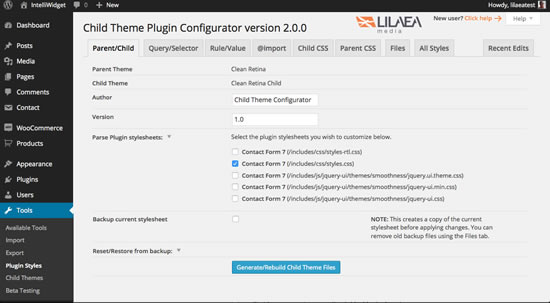 IntelliWidget 0 + New Howdy, lilaeatest
Dashboard
Posts
Media
Pages
Comments
Contact
WooCommerce
Products
Appearance
Plugins
Users
Tools
Available Tools
Import
Export
Plugin Styles
Child Themes
Beta Testing
Child Theme Plugin Configurator version 2.0.0
LILAEA
media
New user? Click help → Help
Parent/Child Query/Selector Rule/Value @import Child CSS Parent CSS Files All Styles Recent Edits
Parent Theme Clean Retina
Child Theme Clean Retina Child
Author Child Theme Configurator
Version 1.0
Parse Plugin stylesheets: Select the plugin stylesheets you wish to customize below.
Contact Form 7 (/includes/css/styles-rtl.css)
Contact Form 7 (/includes/css/styles.css)
Contact Form 7 (/includes/js/jquery-ui/themes/smoothness/jquery.ui.theme.css)
Contact Form 7 (/includes/js/jquery-ui/themes/smoothness/jquery-ui.min.css)
Contact Form 7 (/includes/js/jquery-ui/themes/smoothness/jquery-ui.css)
Backup current stylesheet
NOTE: This creates a copy of the current
stylesheet before applying changes. You can
remove old backup files using the Files tab.
Reset/Restore from backup:
Generate/Rebuild Child Theme Files